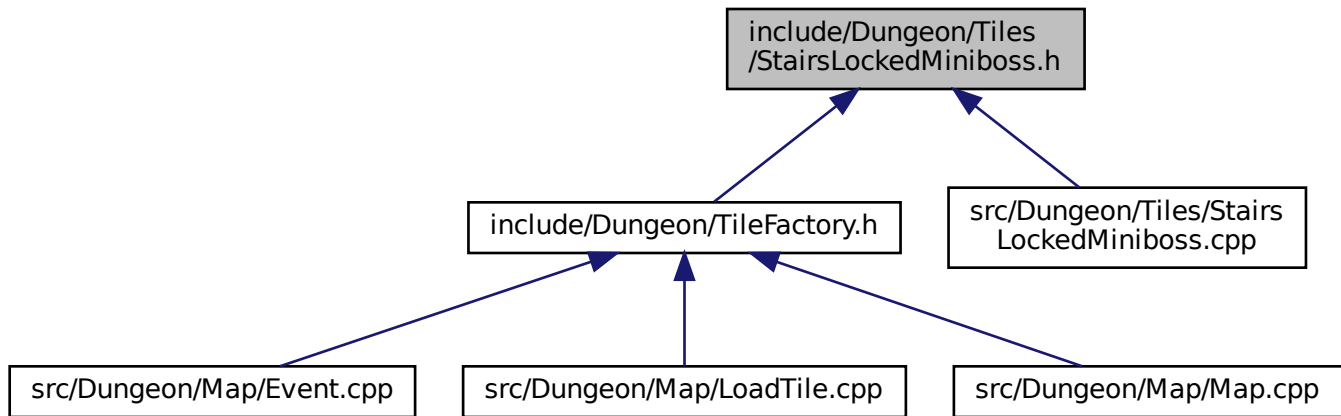 include/Dungeon/Tiles
/StairsLockedMiniboss.h
include/Dungeon/TileFactory.h
src/Dungeon/Tiles/Stairs
LockedMiniboss.cpp
src/Dungeon/Map/Event.cpp
src/Dungeon/Map/LoadTile.cpp
src/Dungeon/Map/Map.cpp